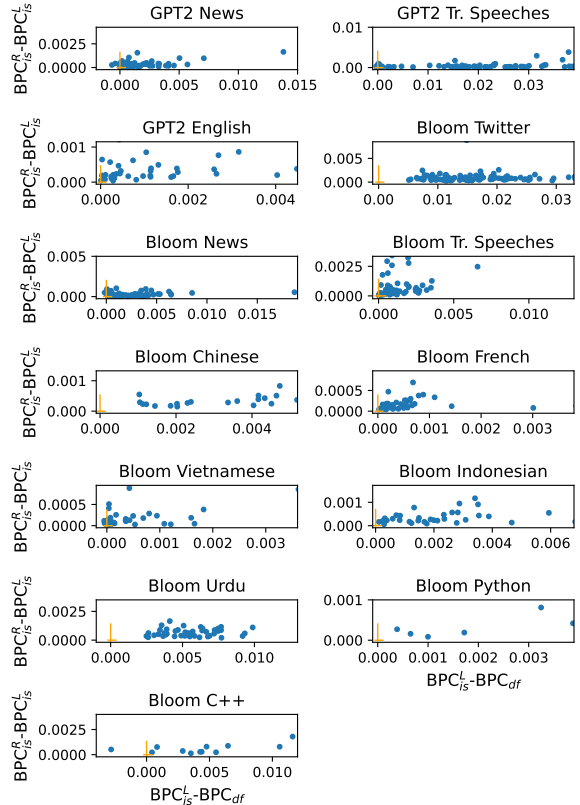 GPT2 News
GPT2 Tr. Speeches
BPC^R_is-BPC^L_is
0.0025
0.0000
0.000 0.005 0.010 0.015
0.01
0.00
0.00 0.01 0.02 0.03
GPT2 English
Bloom Twitter
BPC^R_is-BPC^L_is
0.001
0.000
0.000 0.002 0.004
0.005
0.000
0.00 0.01 0.02 0.03
Bloom News
Bloom Tr. Speeches
BPC^R_is-BPC^L_is
0.005
0.000
0.000 0.005 0.010 0.015
0.0025
0.0000
0.000 0.005 0.010
Bloom Chinese
Bloom French
BPC^R_is-BPC^L_is
0.001
0.000
0.000 0.001 0.002 0.003 0.004 0.005
0.0005
0.0000
0.000 0.001 0.002 0.003
Bloom Vietnamese
Bloom Indonesian
BPC^R_is-BPC^L_is
0.0005
0.0000
0.000 0.001 0.002 0.003
0.001
0.000
0.000 0.002 0.004 0.006
Bloom Urdu
Bloom Python
BPC^R_is-BPC^L_is
0.0025
0.0000
0.000 0.005 0.010
0.001
0.000
0.000 0.001 0.002 0.003
BPC^L_is-BPC_df
Bloom C++
BPC^R_is-BPC^L_is
0.0025
0.0000
0.000 0.005 0.010
BPC^L_is-BPC_df